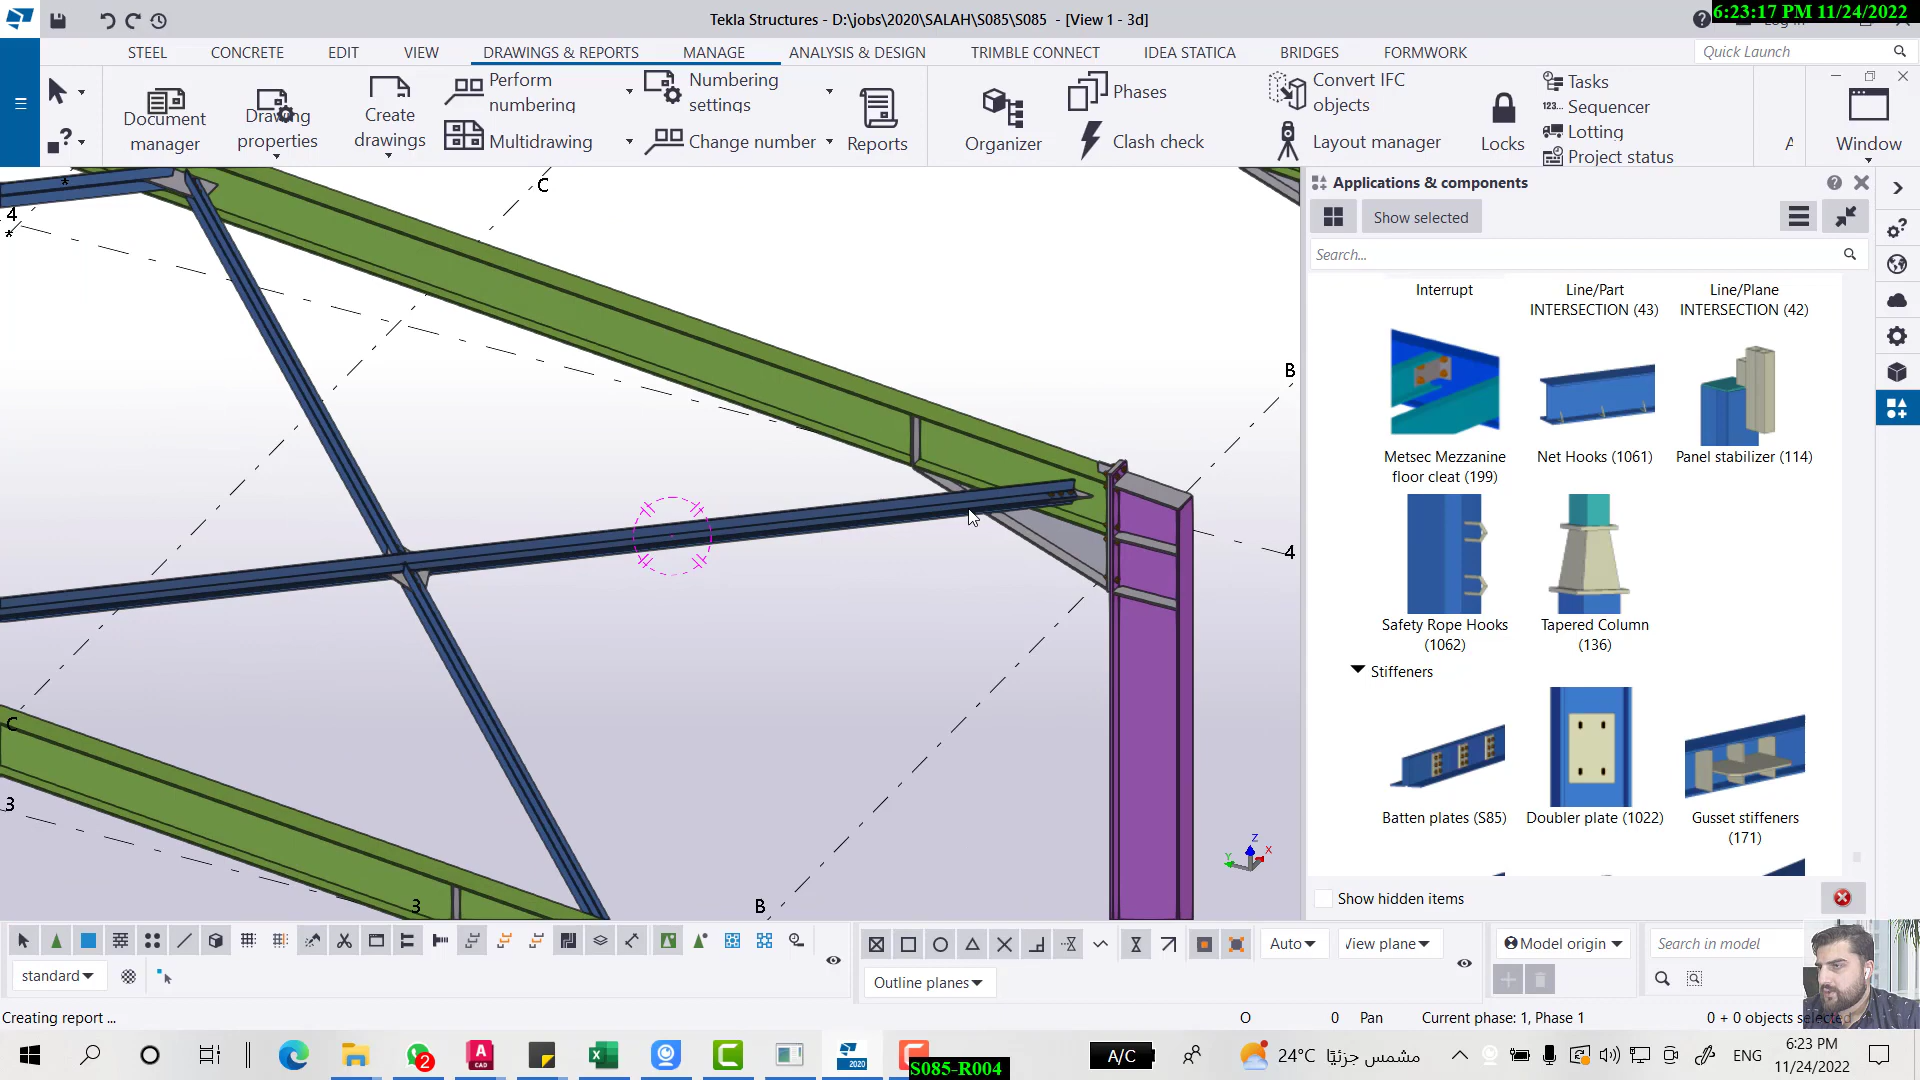 Tekla Structures - D:\jobs\2020\SALAH\S085\S085 - [View 1 - 3d]
6:23:17 PM 11/24/2022
STEEL
CONCRETE
EDIT
VIEW
DRAWINGS & REPORTS
MANAGE
ANALYSIS & DESIGN
TRIMBLE CONNECT
IDEA STATICA
BRIDGES
FORMWORK
Quick Launch
Document manager
Drawing properties
Create drawings
Perform numbering
Multidrawing
Numbering settings
Change number
Reports
Organizer
Phases
Clash check
Convert IFC objects
Layout manager
Locks
Tasks
123... Sequencer
Lotting
Project status
A
Window
C
4
B
4
C
3
3
B
Z
Y
X
Applications & components
Show selected
Search...
Interrupt
Line/Part INTERSECTION (43)
Line/Plane INTERSECTION (42)
Metsec Mezzanine floor cleat (199)
Net Hooks (1061)
Panel stabilizer (114)
Safety Rope Hooks (1062)
Tapered Column (136)
Stiffeners
Batten plates (S85)
Doubler plate (1022)
Gusset stiffeners (171)
Show hidden items
standard
Auto
View plane
Outline planes
Model origin
Search in model
Creating report ...
O
0
Pan
Current phase: 1, Phase 1
0 + 0 objects selected
2
A CAD
2020
S085-R004
A/C
24°C
مشمس جزئيًا
ENG
6:23 PM
11/24/2022